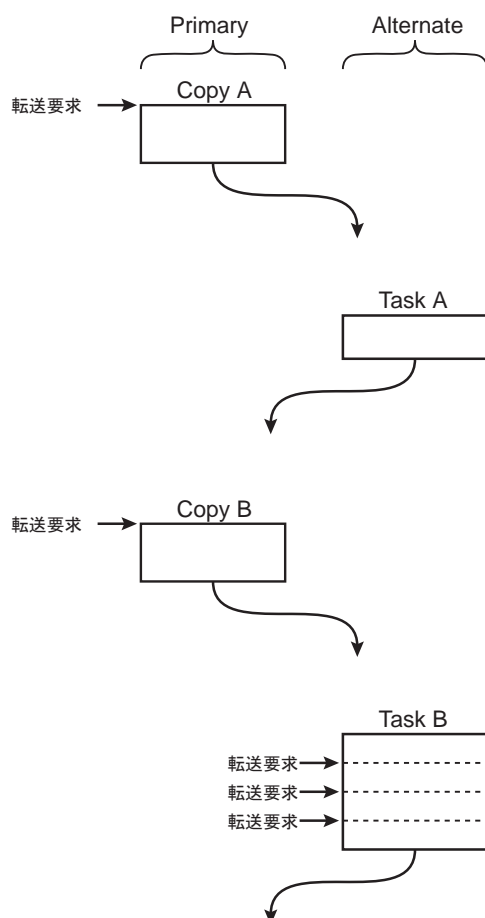 Primary
Alternate
Copy A
転送要求
Task A
Copy B
転送要求
Task B
転送要求
転送要求
転送要求